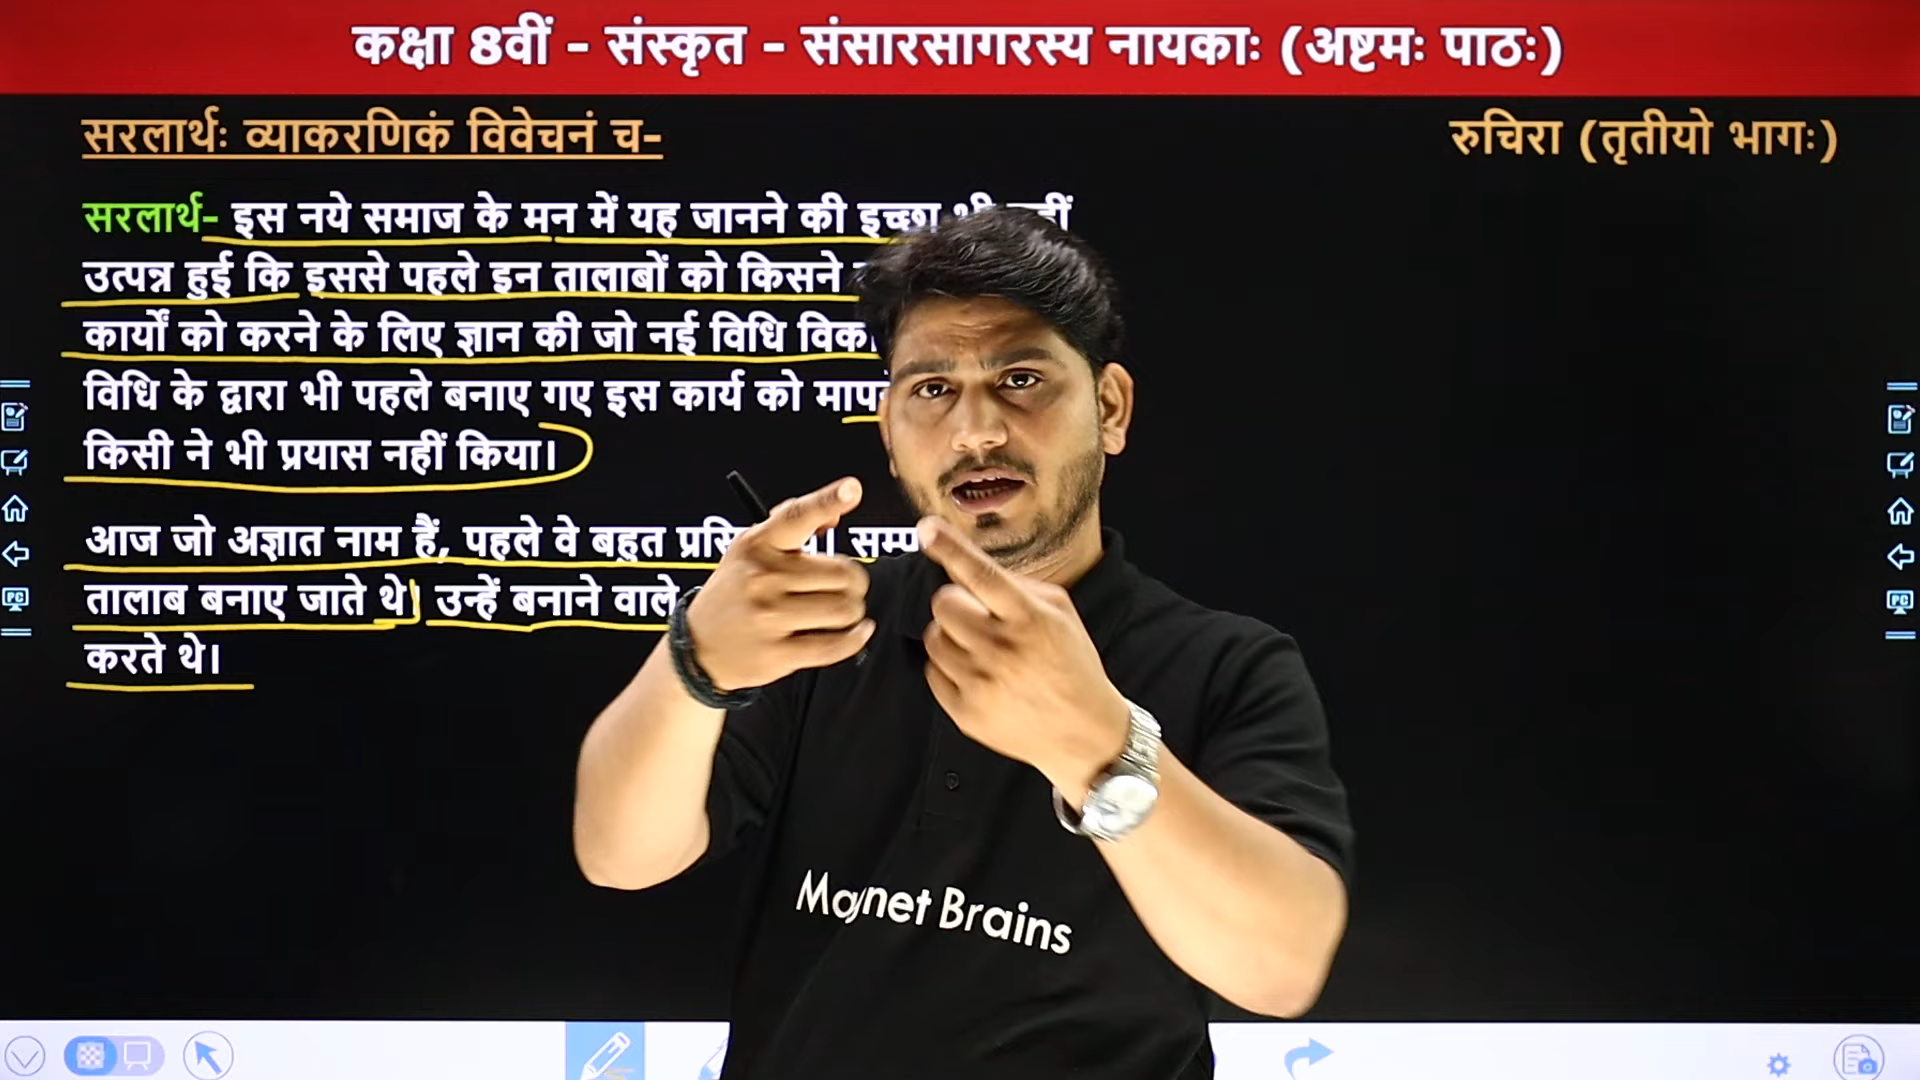 कक्षा 8वीं - संस्कृत - संसारसागरस्य नायकाः (अष्टमः पाठः)
सरलार्थः व्याकरणिकं विवेचनं च-
रुचिरा (तृतीयो भागः)
सरलार्थ- इस नये समाज के मन में यह जानने की इच्छा
उत्पन्न हुई कि इससे पहले इन तालाबों को किसने
कार्यों को करने के लिए ज्ञान की जो नई विधि
विधि के द्वारा भी पहले बनाए गए इस कार्य को
किसी ने भी प्रयास नहीं किया।
आज जो अज्ञात नाम हैं, पहले वे बहुत
तालाब बनाए जाते थे। उन्हें बनाने वाले
करते थे।
Magnet Brains
PC
PC